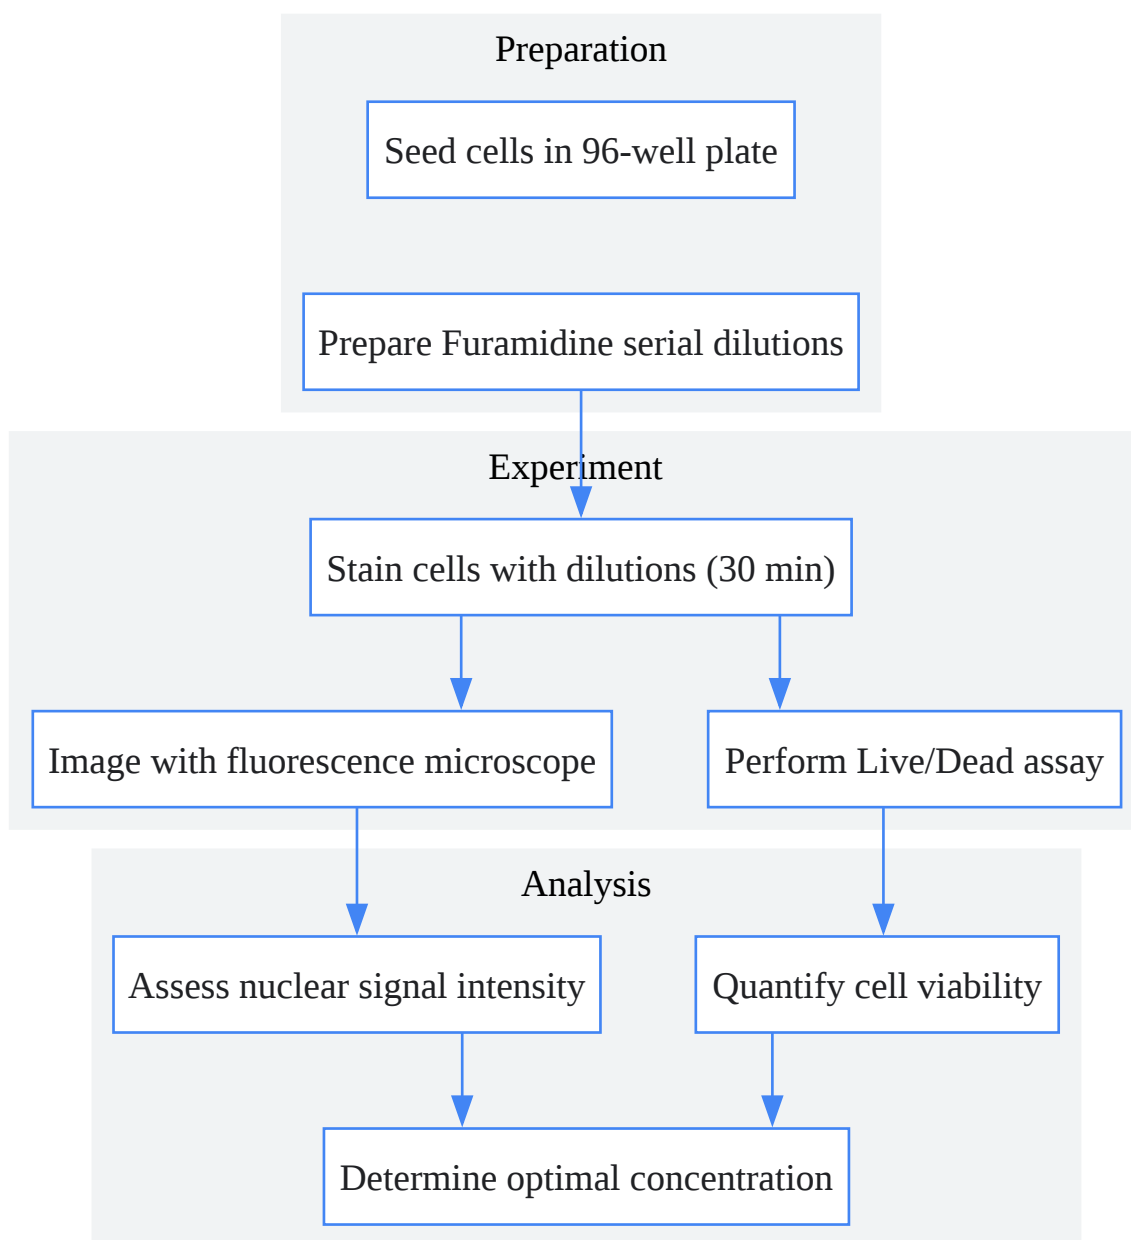 Preparation
Seed cells in 96-well plate
Prepare Furamidine serial dilutions
Experiment
Stain cells with dilutions (30 min)
Image with fluorescence microscope
Perform Live/Dead assay
Analysis
Assess nuclear signal intensity
Quantify cell viability
Determine optimal concentration